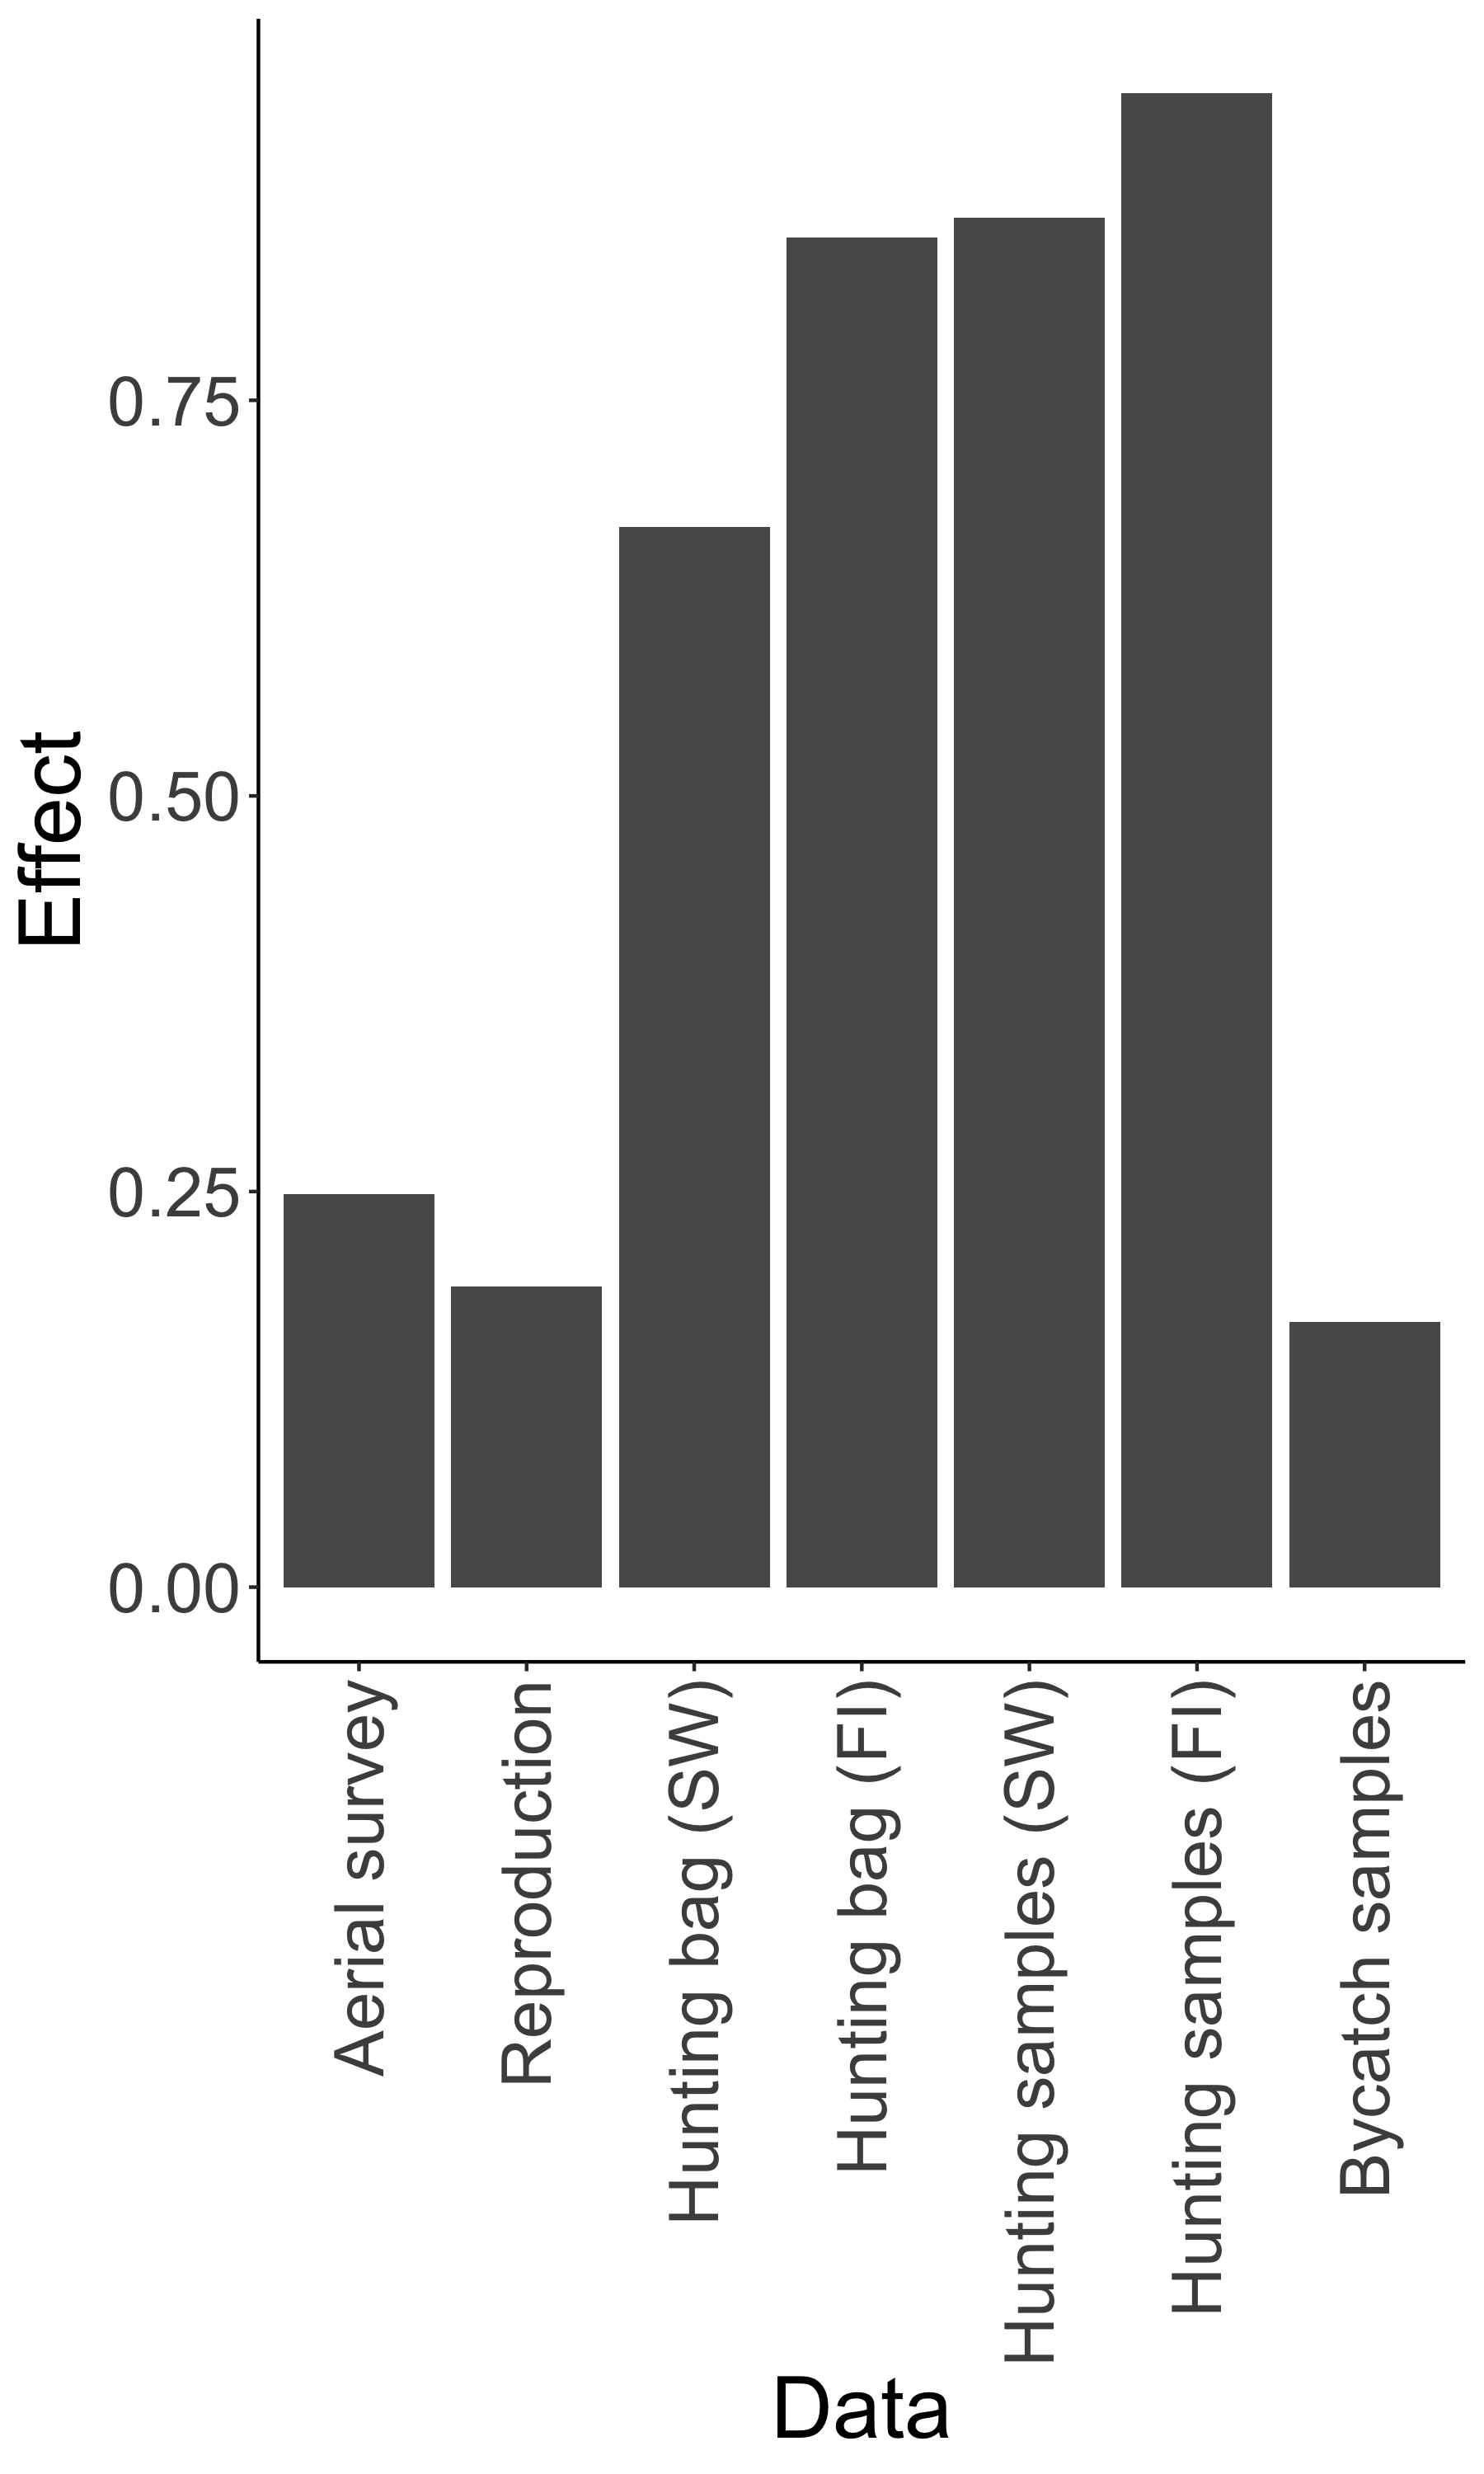 Effect
0.75
0.50
0.25
0.00
Aerial survey
Reproduction
Hunting bag (SW)
Hunting bag (FI)
Hunting samples (SW)
Hunting samples (FI)
Bycatch samples
Data